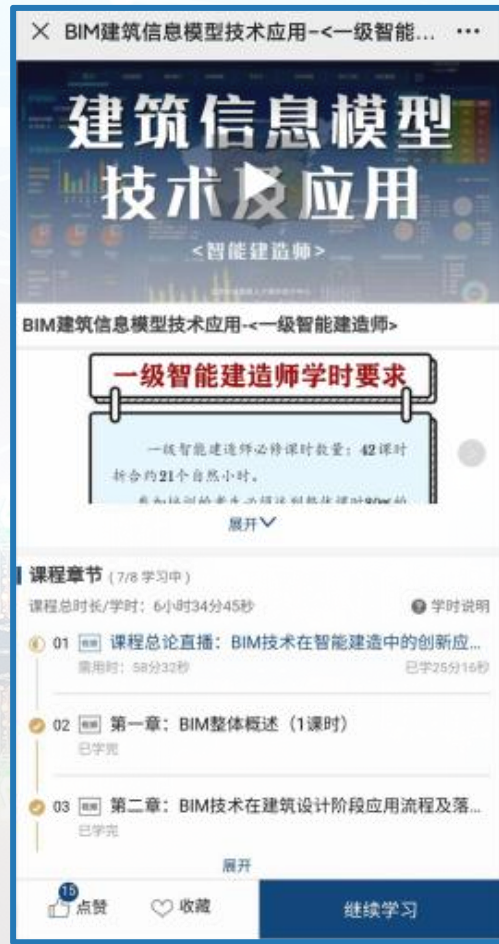 BIM建筑信息模型技术应用-<一级智能...
建筑信息模型
技术及应用
<智能建造师>
BIM建筑信息模型技术应用-<一级智能建造师>
一级智能建造师学时要求
一级智能建造师必修课时数量：42课时
折合约21个自然小时。
展开
课程章节 (7/8 学习中)
课程总时长/学时：6小时34分45秒
学时说明
01 视频 课程总论直播：BIM技术在智能建造中的创新应...
需用时：58分32秒
已学25分16秒
02 视频 第一章：BIM整体概述（1课时）
已学完
03 视频 第二章：BIM技术在建筑设计阶段应用流程及落...
已学完
展开
15
点赞
收藏
继续学习